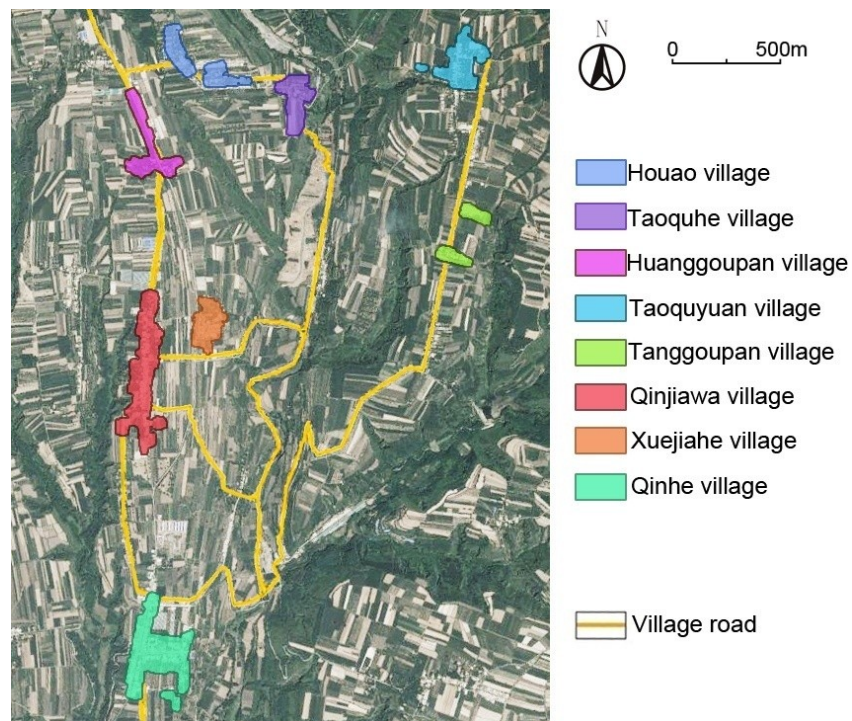 N
0 500m
Houao village
Taoquhe village
Huanggoupan village
Taoquyuan village
Tanggoupan village
Qinjiawa village
Xuejiahe village
Qinhe village
Village road